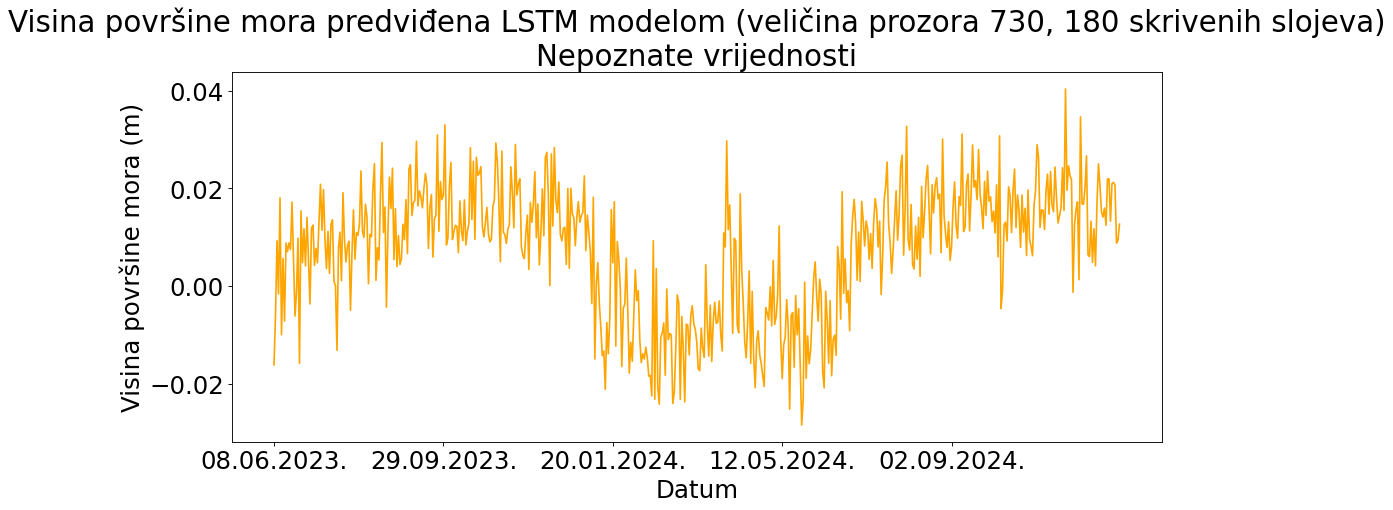 Visina površine mora predviđena LSTM modelom (veličina prozora 730, 180 skrivenih slojeva)
Nepoznate vrijednosti
Visina površine mora (m)
0.04
0.02
0.00
−0.02
08.06.2023. 29.09.2023. 20.01.2024. 12.05.2024. 02.09.2024.
Datum